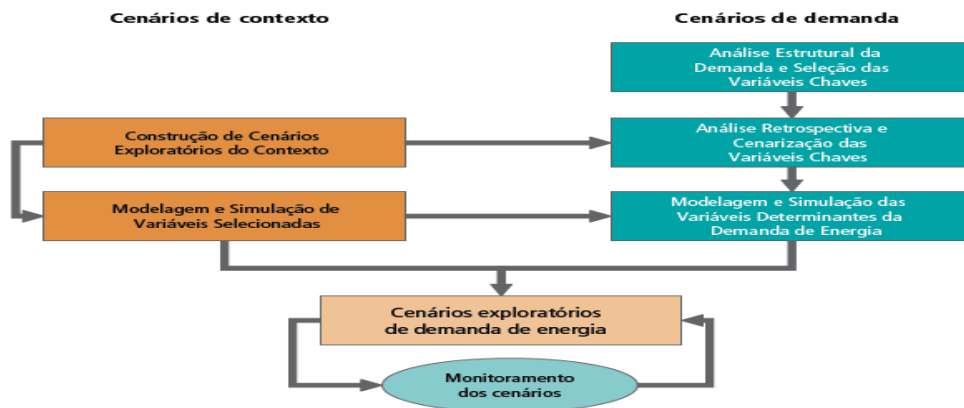 Cenários de contexto
Cenários de demanda
Análise Estrutural da
Demanda e Seleção das
Variáveis Chaves
Construção de Cenários
Exploratórios do Contexto
Análise Retrospectiva e
Cenarização das
Variáveis Chaves
Modelagem e Simulação de
Variáveis Selecionadas
Modelagem e Simulação das
Variáveis Determinantes da
Demanda de Energia
Cenários exploratórios
de demanda de energia
Monitoramento
dos cenários